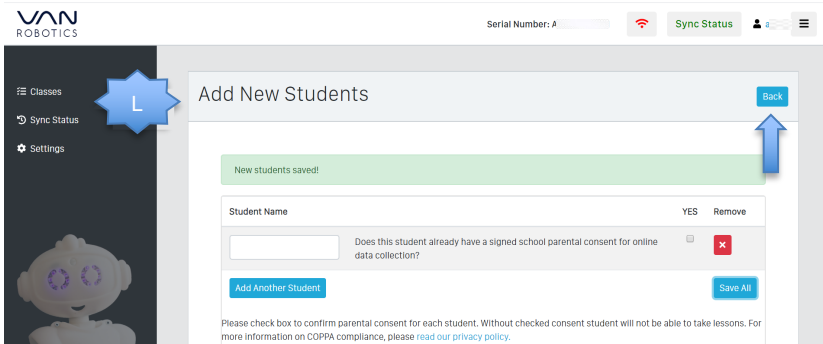 VAN
ROBOTICS
Serial Number: A
Sync Status
a
Classes
Sync Status
Settings
L
Add New Students
Back
New students saved!
Student Name YES Remove
Does this student already have a signed school parental consent for online
data collection?
Add Another Student
Save All
Please check box to confirm parental consent for each student. Without checked consent student will not be able to take lessons. For
more information on COPPA compliance, please read our privacy policy.